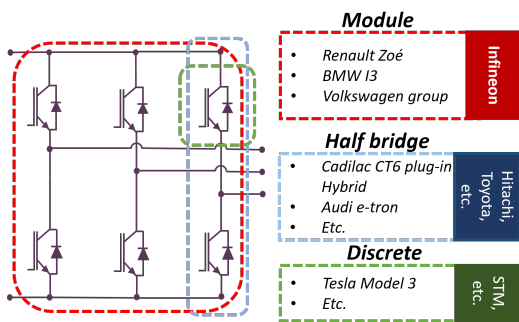 Module
• Renault Zoé
• BMW I3
• Volkswagen group
Infineon
Half bridge
• Cadilac CT6 plug-in
Hybrid
• Audi e-tron
• Etc.
Hitachi,
Toyota,
etc.
Discrete
• Tesla Model 3
• Etc.
STM,
etc.